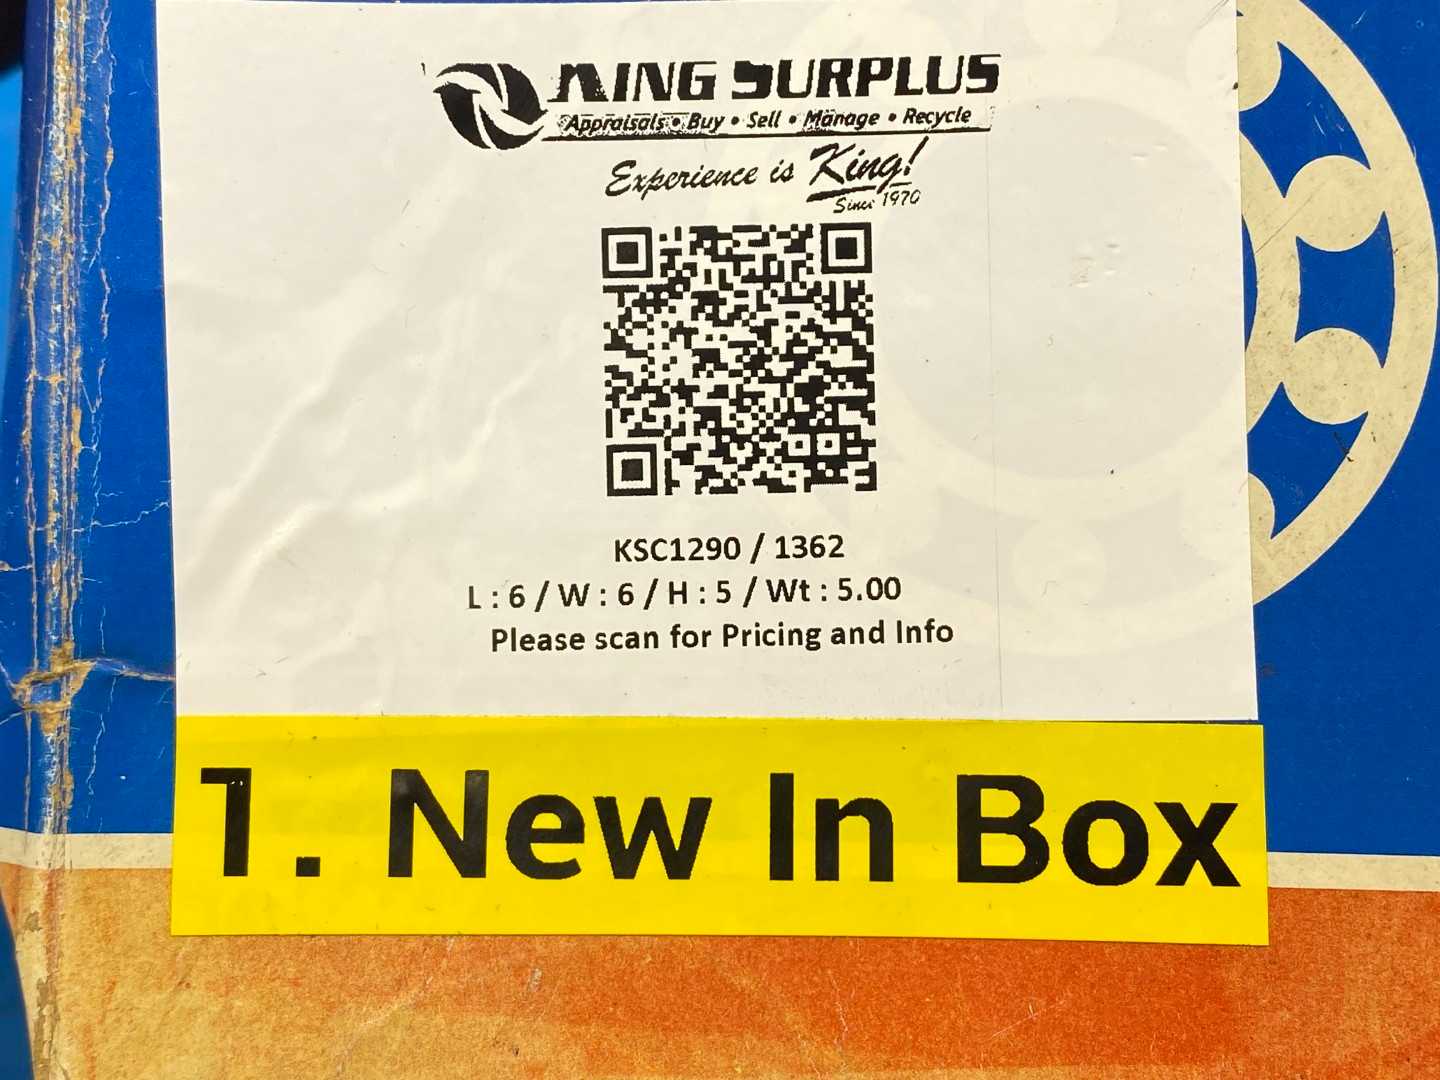 KING SURPLUS
Appraisals • Buy • Sell • Manage • Recycle
Experience is King!
Since 1970
KSC1290 / 1362
L : 6 / W : 6 / H : 5 / Wt : 5.00
Please scan for Pricing and Info
1. New In Box